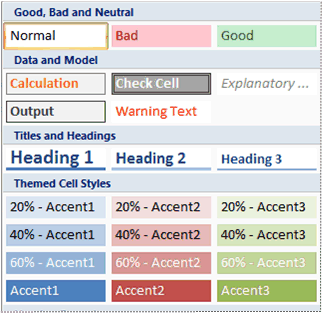 Good, Bad and Neutral
Normal Bad Good
Data and Model
Calculation Check Cell Explanatory ...
Output Warning Text
Titles and Headings
Heading 1 Heading 2 Heading 3
Themed Cell Styles
20% - Accent1 20% - Accent2 20% - Accent3
40% - Accent1 40% - Accent2 40% - Accent3
60% - Accent1 60% - Accent2 60% - Accent3
Accent1 Accent2 Accent3